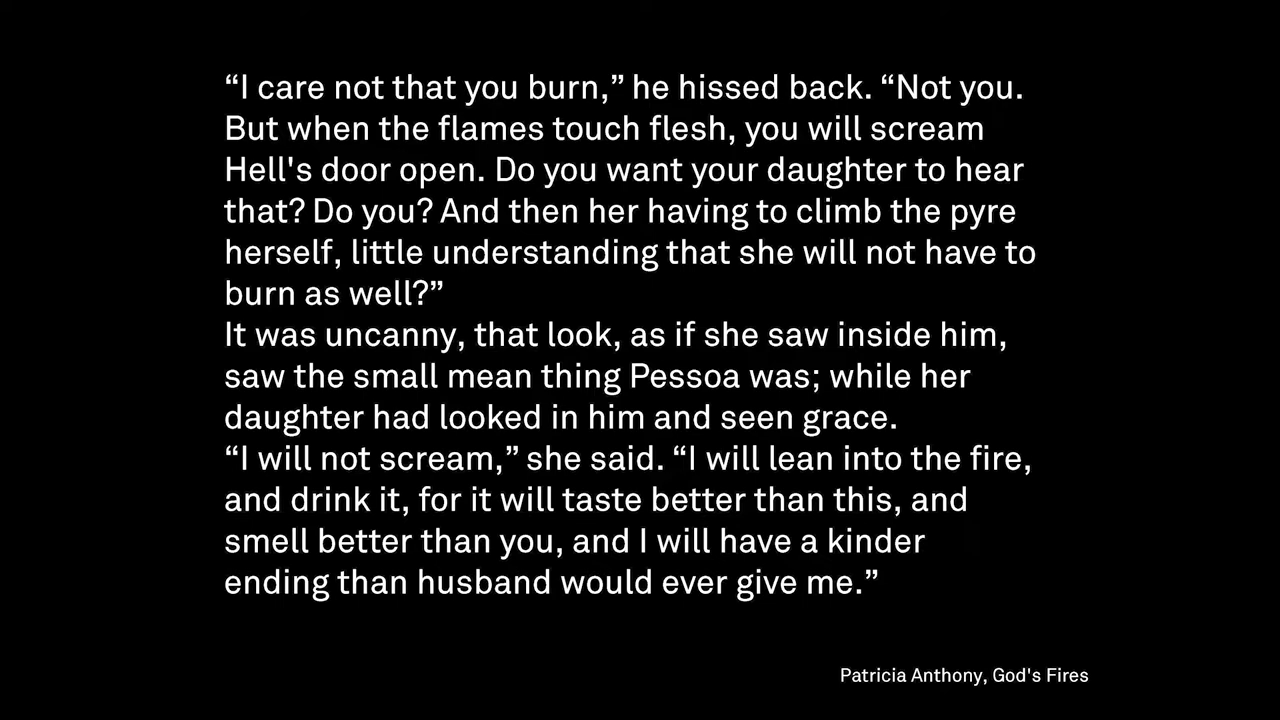 “I care not that you burn,” he hissed back. “Not you.
But when the flames touch flesh, you will scream
Hell's door open. Do you want your daughter to hear
that? Do you? And then her having to climb the pyre
herself, little understanding that she will not have to
burn as well?”
It was uncanny, that look, as if she saw inside him,
saw the small mean thing Pessoa was; while her
daughter had looked in him and seen grace.
“I will not scream,” she said. “I will lean into the fire,
and drink it, for it will taste better than this, and
smell better than you, and I will have a kinder
ending than husband would ever give me.”
Patricia Anthony, God's Fires